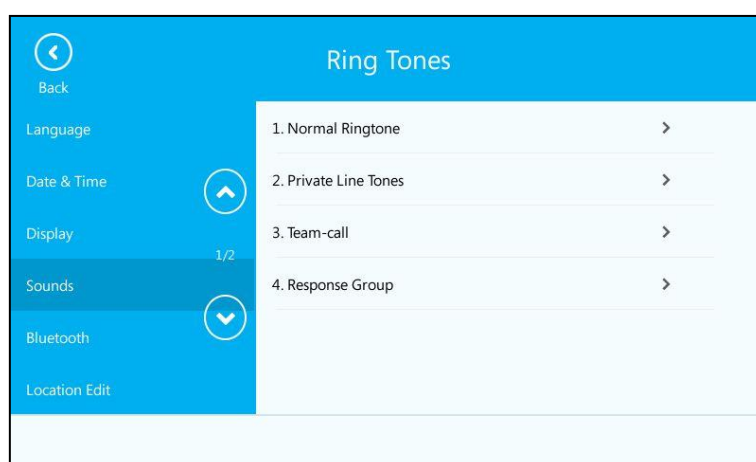 Ring Tones
Back
Language
Date & Time
Display
1/2
Sounds
Bluetooth
Location Edit
1. Normal Ringtone
2. Private Line Tones
3. Team-call
4. Response Group